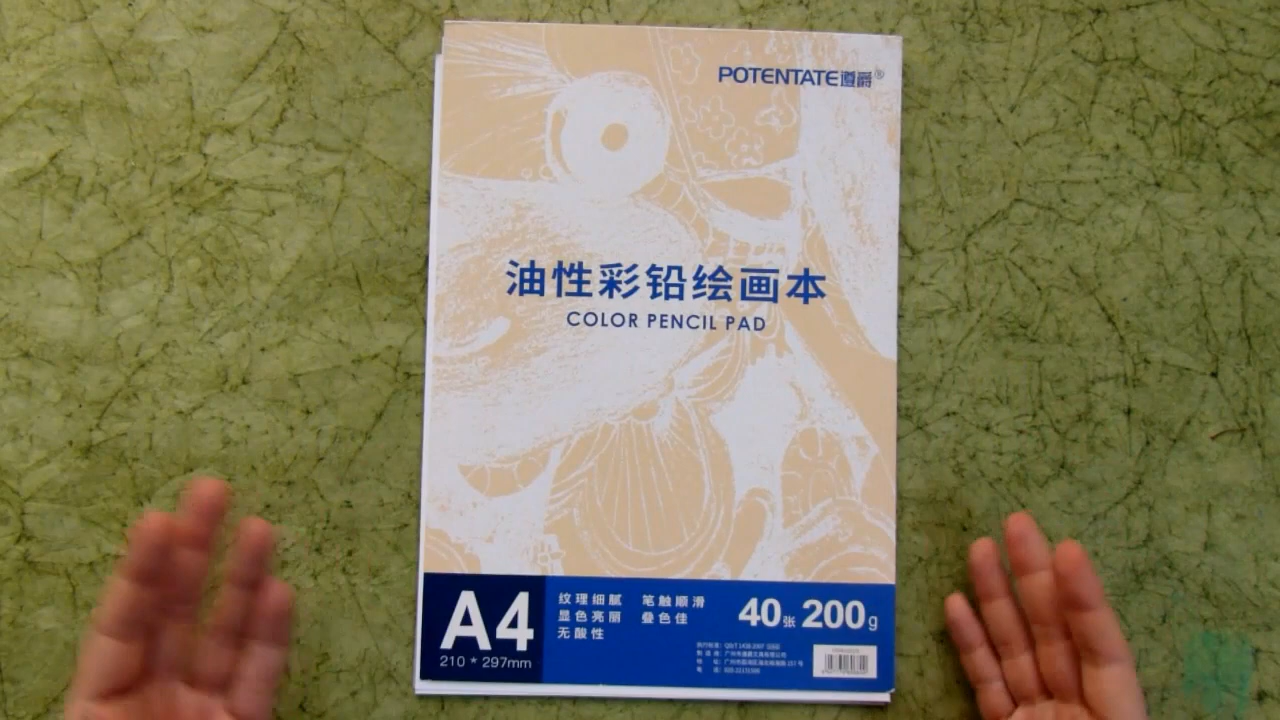 POTENTATE遵爵®
油性彩铅绘画本
COLOR PENCIL PAD
A4
210 * 297mm
纹理细腻 笔触顺滑
显色亮丽 叠色佳
无酸性
40张 200g